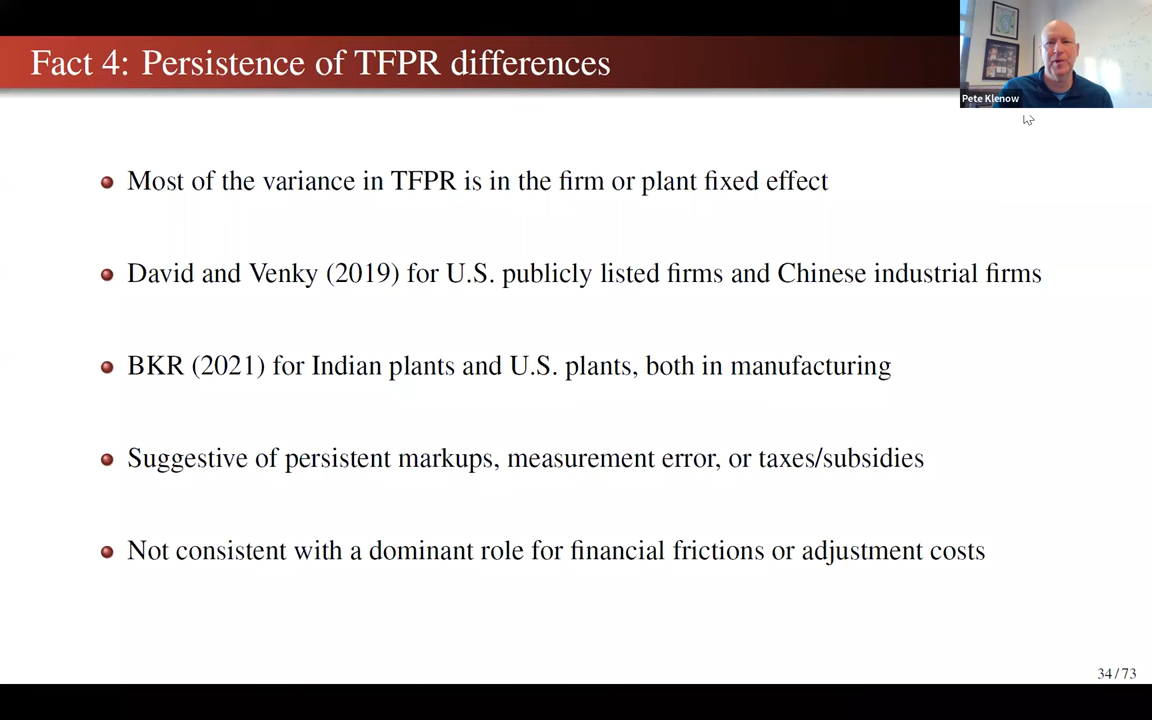 Fact 4: Persistence of TFPR differences
Pete Klenow
Most of the variance in TFPR is in the firm or plant fixed effect
David and Venky (2019) for U.S. publicly listed firms and Chinese industrial firms
BKR (2021) for Indian plants and U.S. plants, both in manufacturing
Suggestive of persistent markups, measurement error, or taxes/subsidies
Not consistent with a dominant role for financial frictions or adjustment costs
34/73